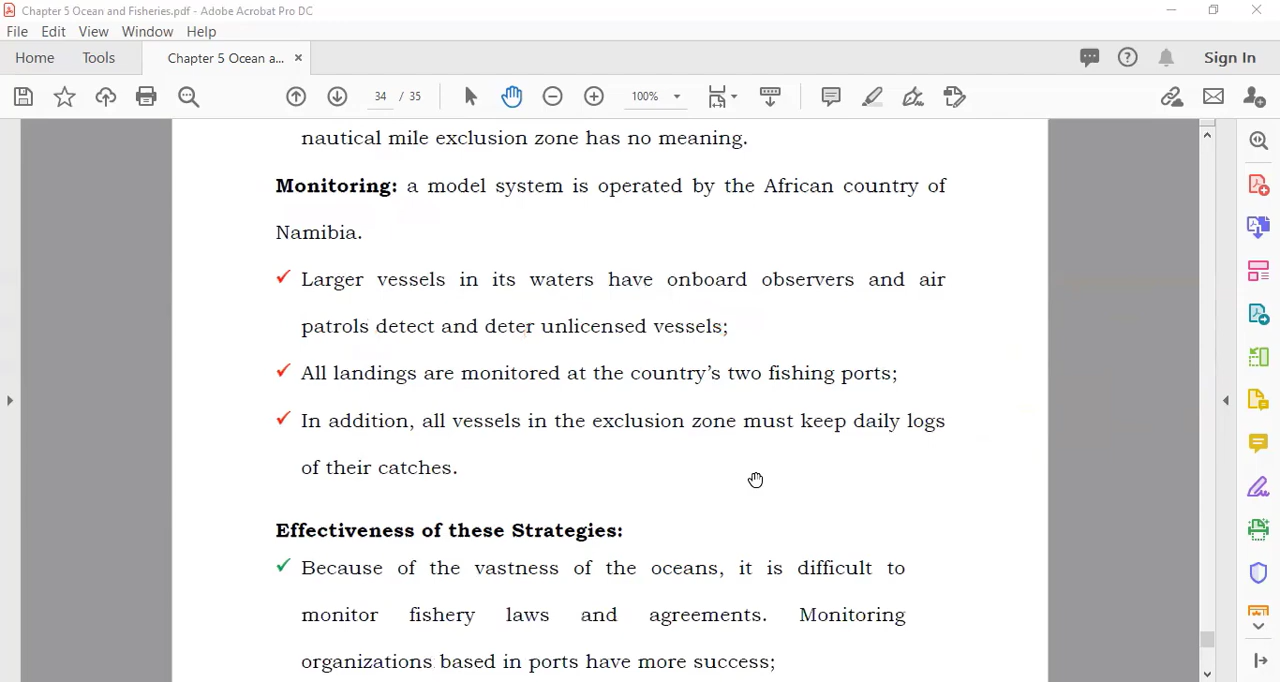 Chapter 5 Ocean and Fisheries.pdf - Adobe Acrobat Pro DC
File Edit View Window Help
Home Tools Chapter 5 Ocean a... × Sign In
34 / 35 100%
nautical mile exclusion zone has no meaning.
Monitoring: a model system is operated by the African country of
Namibia.
✓ Larger vessels in its waters have onboard observers and air
patrols detect and deter unlicensed vessels;
✓ All landings are monitored at the country's two fishing ports;
✓ In addition, all vessels in the exclusion zone must keep daily logs
of their catches.
Effectiveness of these Strategies:
✓ Because of the vastness of the oceans, it is difficult to
monitor fishery laws and agreements. Monitoring
organizations based in ports have more success;